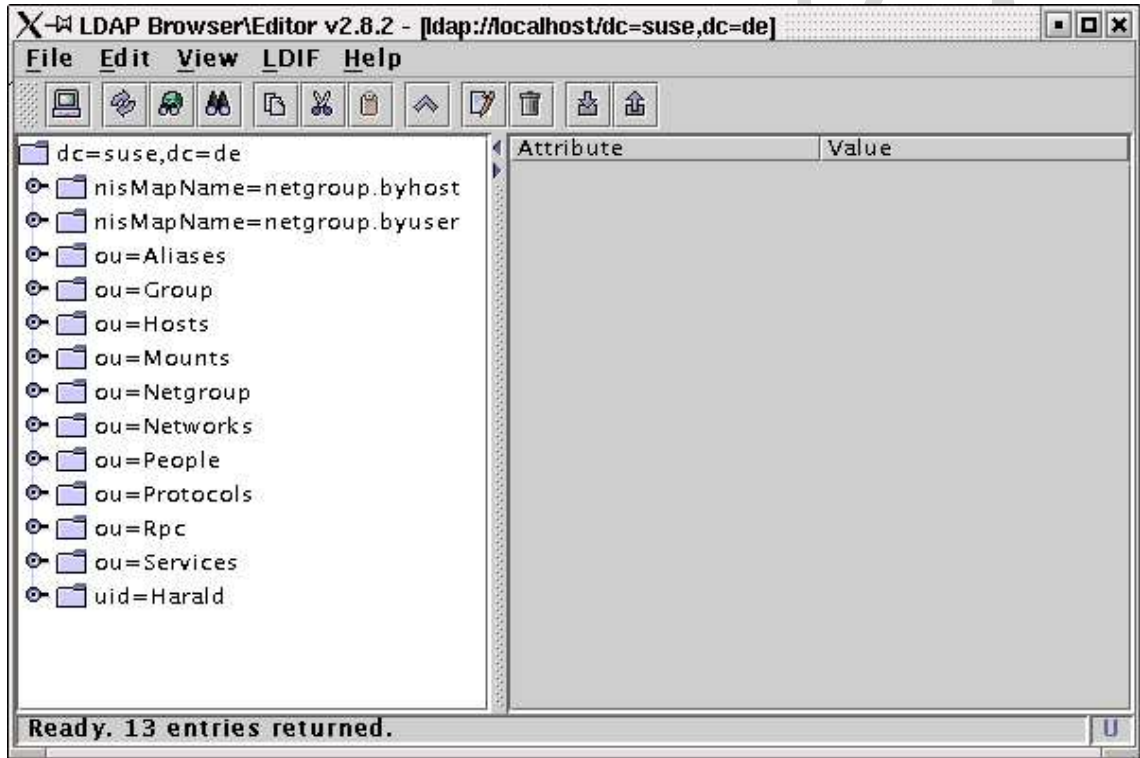 LDAP Browser\Editor v2.8.2 - [ldap://localhost/dc=suse,dc=de]
File Edit View LDIF Help
dc=suse,dc=de
nisMapName=netgroup.byhost
nisMapName=netgroup.byuser
ou=Aliases
ou=Group
ou=Hosts
ou=Mounts
ou=Netgroup
ou=Networks
ou=People
ou=Protocols
ou=Rpc
ou=Services
uid=Harald
Attribute Value
Ready. 13 entries returned. U